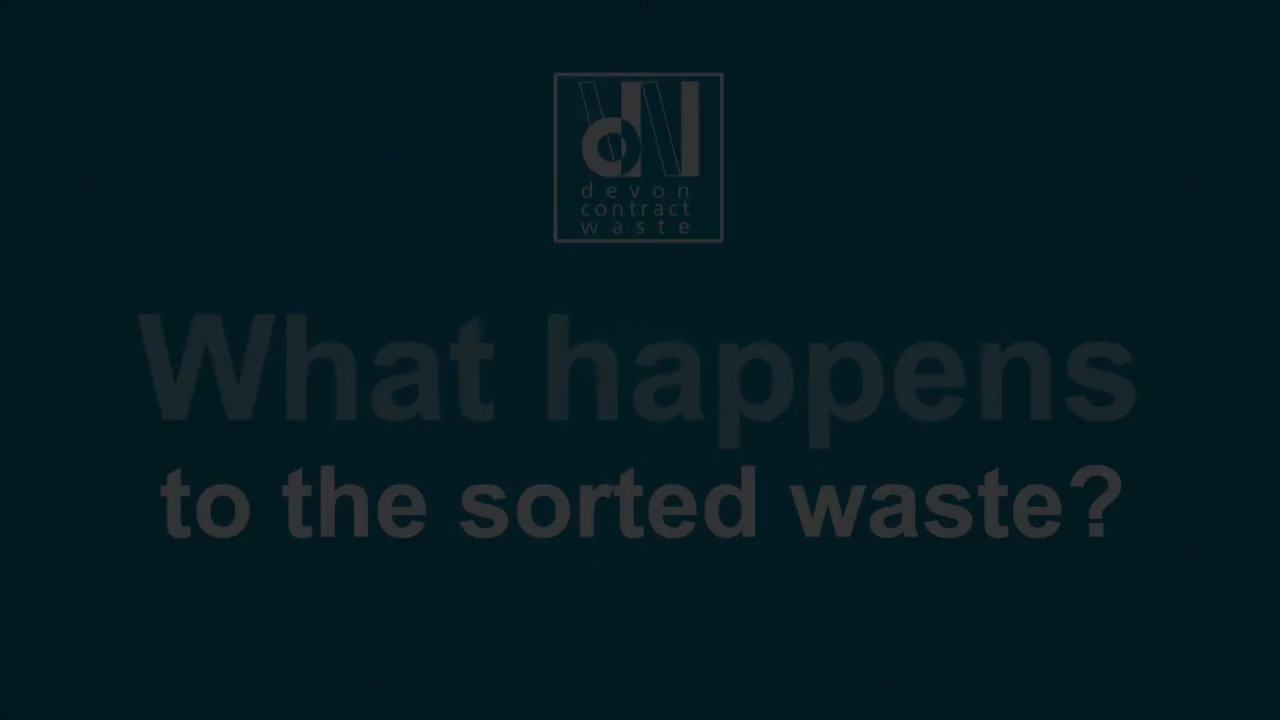 devon
contract
waste
What happens
to the sorted waste?